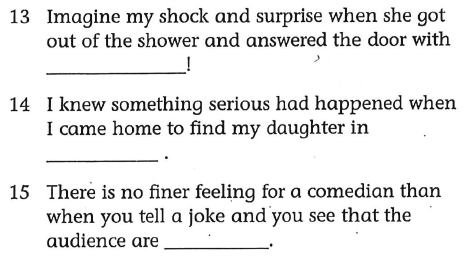 13 Imagine my shock and surprise when she got
out of the shower and answered the door with
_______________!
14 I knew something serious had happened when
I came home to find my daughter in
____________ .
15 There is no finer feeling for a comedian than
when you tell a joke and you see that the
audience are ___________.